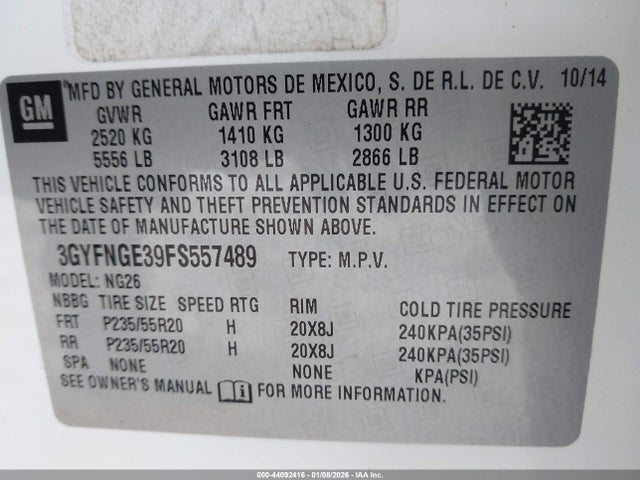 GM
MFD BY GENERAL MOTORS DE MEXICO, S. DE R.L. DE C.V. 10/14
GVWR GAWR FRT GAWR RR
2520 KG 1410 KG 1300 KG
5556 LB 3108 LB 2866 LB
THIS VEHICLE CONFORMS TO ALL APPLICABLE U.S. FEDERAL MOTOR
VEHICLE SAFETY AND THEFT PREVENTION STANDARDS IN EFFECT ON
THE DATE OF MANUFACTURE SHOWN ABOVE.
3GYFNGE39FS557489 TYPE: M.P.V.
MODEL: NG26
NBBG TIRE SIZE SPEED RTG RIM COLD TIRE PRESSURE
FRT P235/55R20 H 20X8J 240KPA(35PSI)
RR P235/55R20 H 20X8J 240KPA(35PSI)
SPA NONE NONE KPA(PSI)
SEE OWNER'S MANUAL FOR MORE INFORMATION.
000-44092416 | 01/08/2026 - PAK US